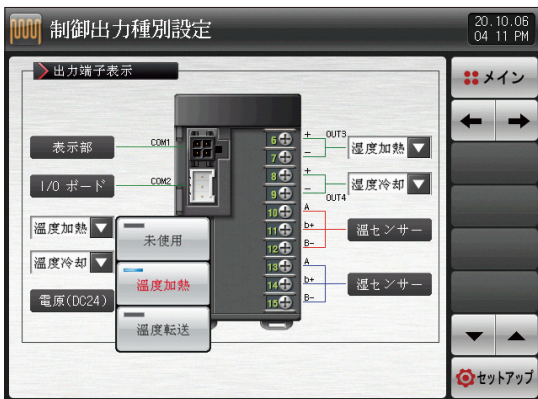 制御出力種別設定
20.10.06
04 11 PM
出力端子表示
メイン
表示部
COM1
6
+
OUT3
湿度加熱
7
−
I/O ボード
COM2
8
+
湿度冷却
9
−
OUT4
温度加熱
10
A
未使用
11
b+
温センサー
12
B−
温度冷却
13
A
温度加熱
14
b+
湿センサー
電原(DC24)
15
B−
温度転送
セットアップ